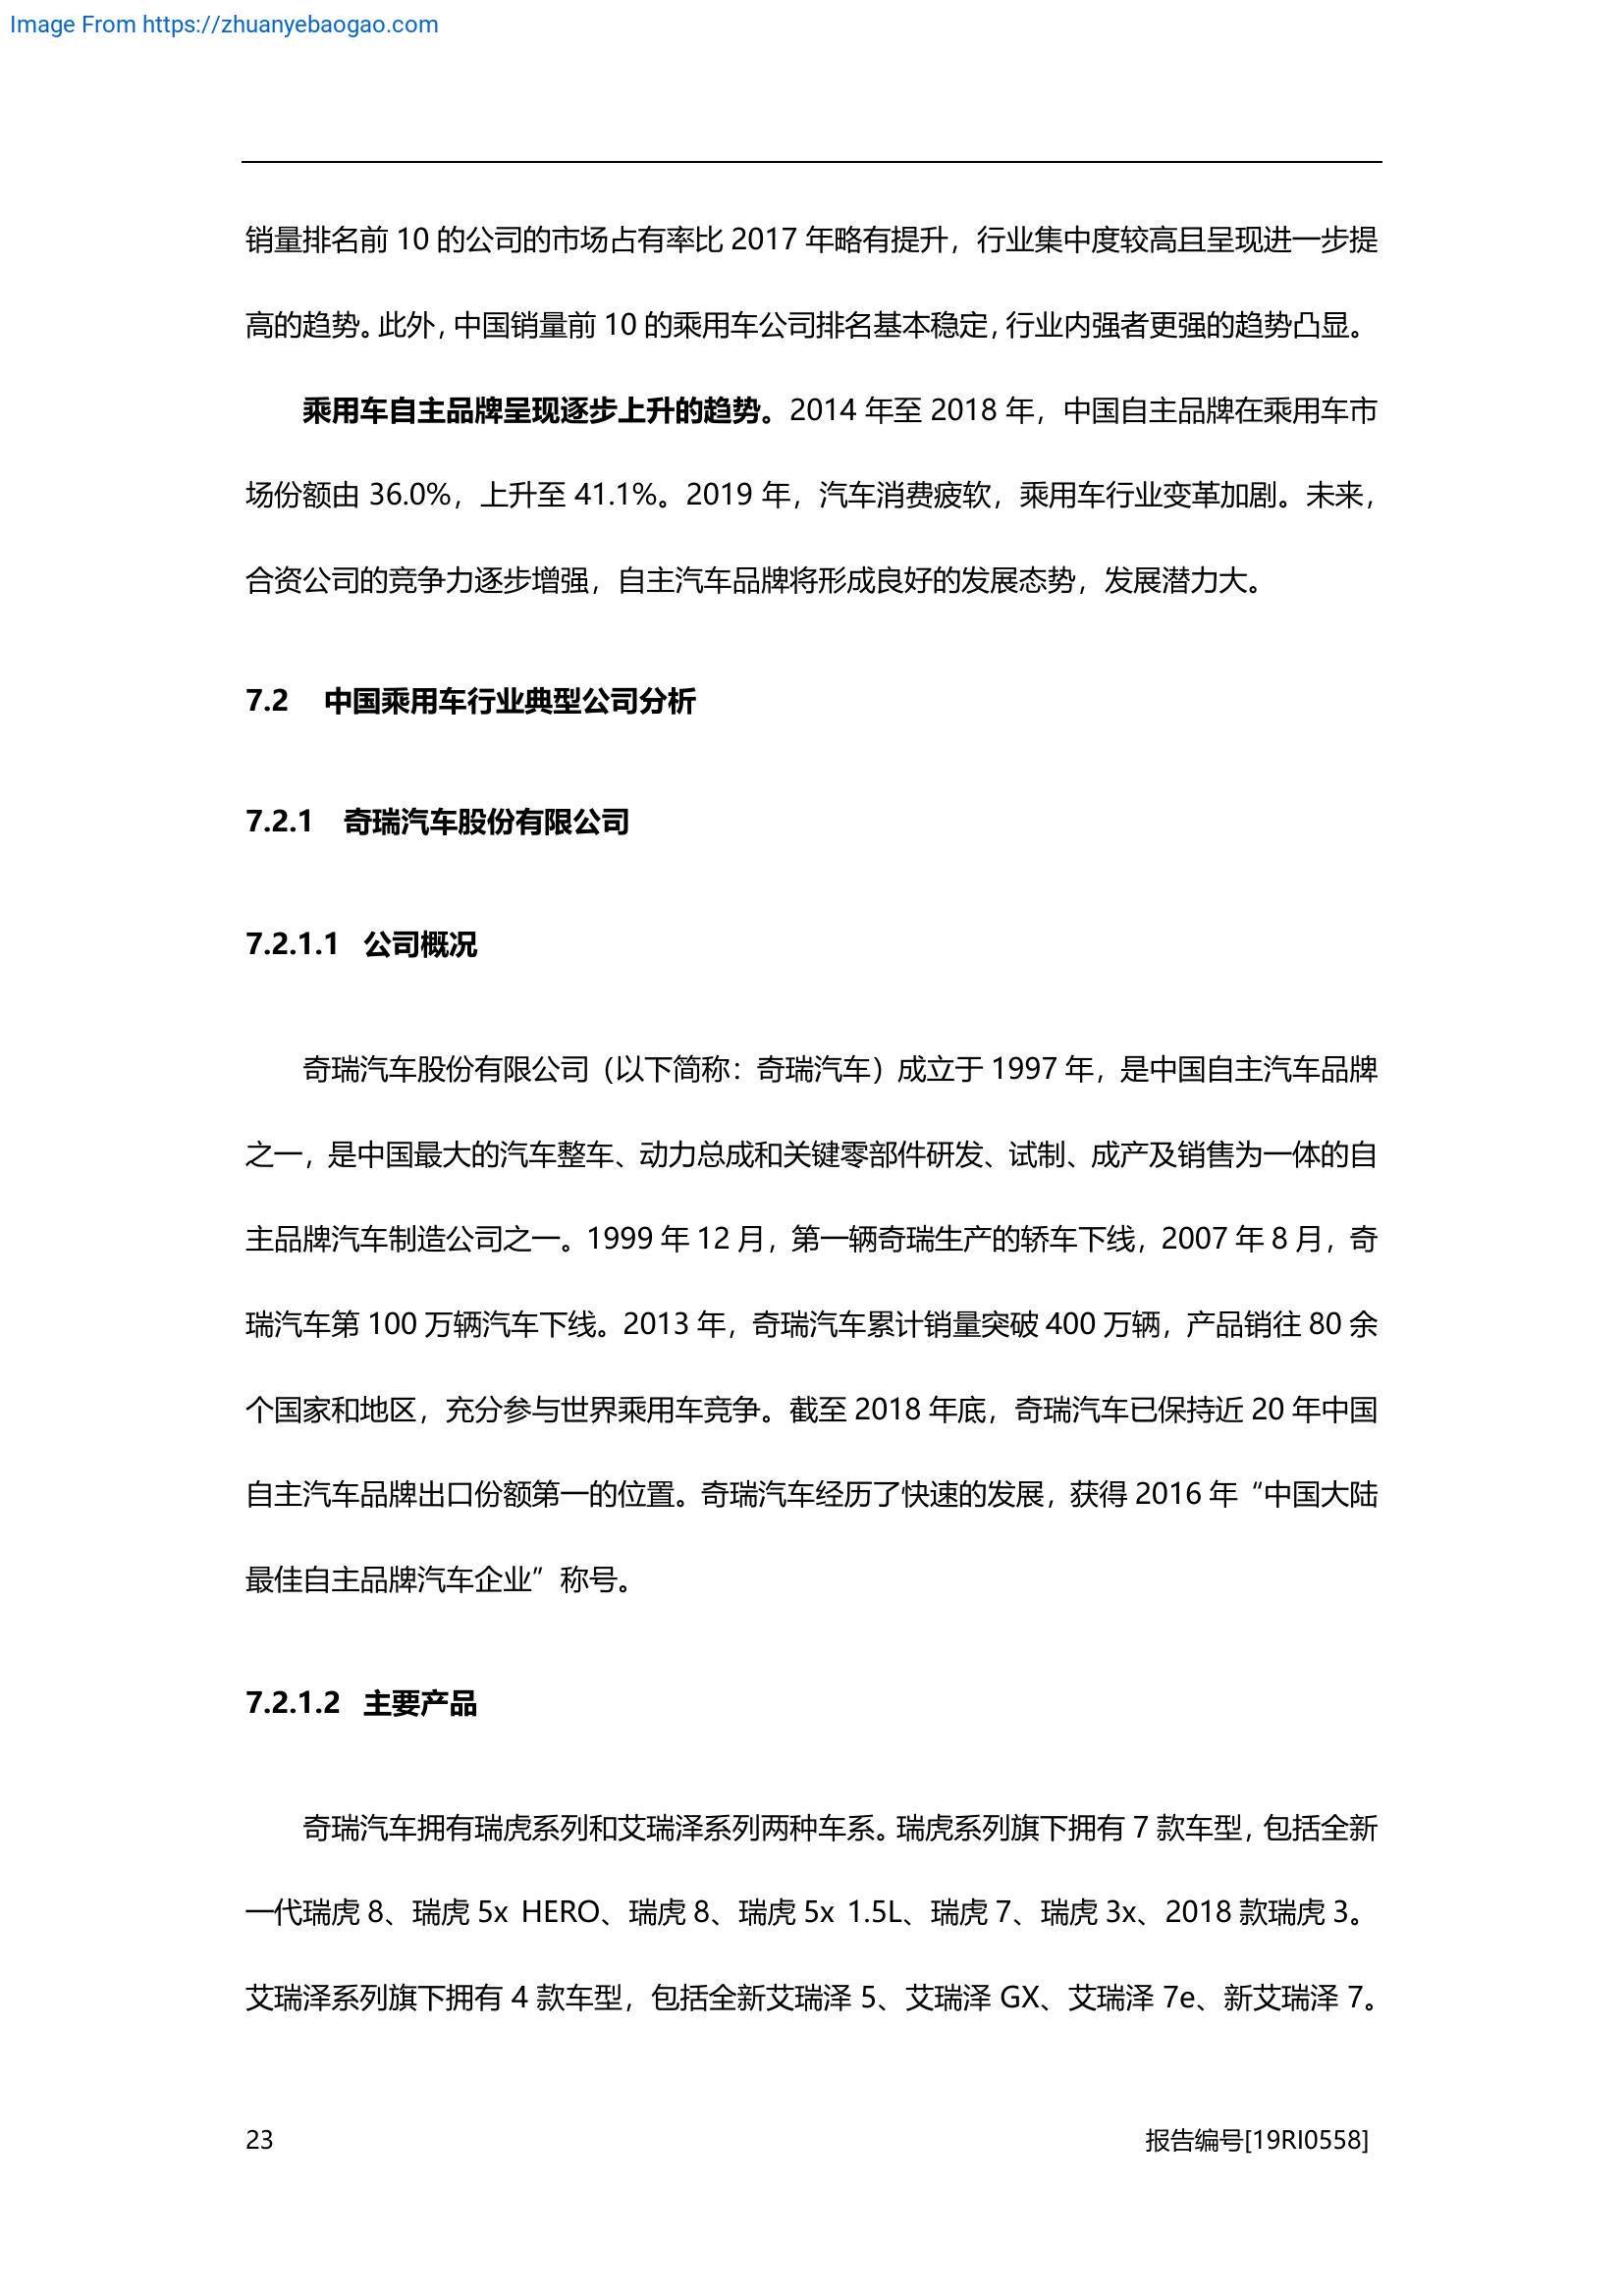 Image From https://zhuanyebaogao.com
销量排名前 10 的公司的市场占有率比 2017 年略有提升，行业集中度较高且呈现进一步提
高的趋势。此外，中国销量前 10 的乘用车公司排名基本稳定，行业内强者更强的趋势凸显。
乘用车自主品牌呈现逐步上升的趋势。2014 年至 2018 年，中国自主品牌在乘用车市
场份额由 36.0%，上升至 41.1%。2019 年，汽车消费疲软，乘用车行业变革加剧。未来，
合资公司的竞争力逐步增强，自主汽车品牌将形成良好的发展态势，发展潜力大。
7.2 中国乘用车行业典型公司分析
7.2.1 奇瑞汽车股份有限公司
7.2.1.1 公司概况
奇瑞汽车股份有限公司（以下简称：奇瑞汽车）成立于 1997 年，是中国自主汽车品牌
之一，是中国最大的汽车整车、动力总成和关键零部件研发、试制、成产及销售为一体的自
主品牌汽车制造公司之一。1999 年 12 月，第一辆奇瑞生产的轿车下线，2007 年 8 月，奇
瑞汽车第 100 万辆汽车下线。2013 年，奇瑞汽车累计销量突破 400 万辆，产品销往 80 余
个国家和地区，充分参与世界乘用车竞争。截至 2018 年底，奇瑞汽车已保持近 20 年中国
自主汽车品牌出口份额第一的位置。奇瑞汽车经历了快速的发展，获得 2016 年“中国大陆
最佳自主品牌汽车企业”称号。
7.2.1.2 主要产品
奇瑞汽车拥有瑞虎系列和艾瑞泽系列两种车系。瑞虎系列旗下拥有 7 款车型，包括全新
一代瑞虎 8、瑞虎 5x HERO、瑞虎 8、瑞虎 5x 1.5L、瑞虎 7、瑞虎 3x、2018 款瑞虎 3。
艾瑞泽系列旗下拥有 4 款车型，包括全新艾瑞泽 5、艾瑞泽 GX、艾瑞泽 7e、新艾瑞泽 7。
23 报告编号[19RI0558]